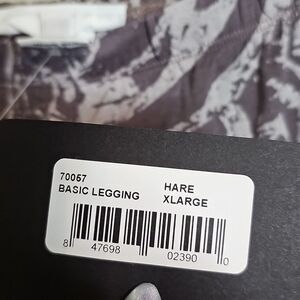 70057 HARE
BASIC LEGGING XLARGE
8 47698 02390 0